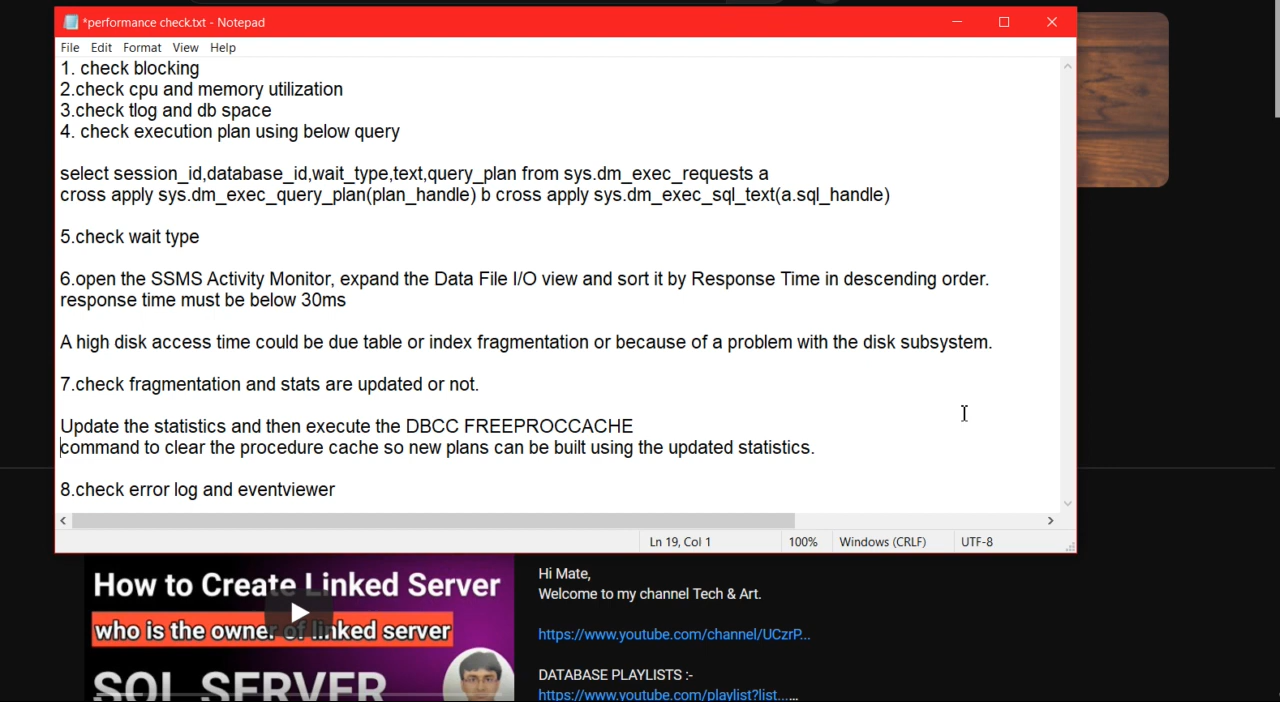 *performance check.txt - Notepad
File Edit Format View Help
1. check blocking
2.check cpu and memory utilization
3.check tlog and db space
4. check execution plan using below query
select session_id,database_id,wait_type,text,query_plan from sys.dm_exec_requests a
cross apply sys.dm_exec_query_plan(plan_handle) b cross apply sys.dm_exec_sql_text(a.sql_handle)
5.check wait type
6.open the SSMS Activity Monitor, expand the Data File I/O view and sort it by Response Time in descending order.
response time must be below 30ms
A high disk access time could be due table or index fragmentation or because of a problem with the disk subsystem.
7.check fragmentation and stats are updated or not.
Update the statistics and then execute the DBCC FREEPROCCACHE
command to clear the procedure cache so new plans can be built using the updated statistics.
8.check error log and eventviewer
Ln 19, Col 1 100% Windows (CRLF) UTF-8
How to Create Linked Server
who is the owner of linked server
SQL SERVER
Hi Mate,
Welcome to my channel Tech & Art.
https://www.youtube.com/channel/UCzrP...
DATABASE PLAYLISTS :-
https://www.youtube.com/playlist?list......